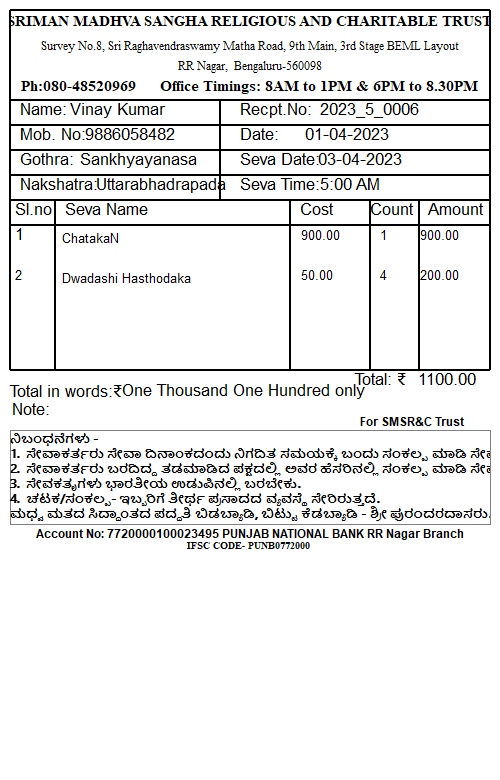 SRIMAN MADHVA SANGHA RELIGIOUS AND CHARITABLE TRUST
Survey No.8, Sri Raghavendraswamy Matha Road, 9th Main, 3rd Stage BEML Layout
RR Nagar, Bengaluru-560098
Ph:080-48520969 Office Timings: 8AM to 1PM & 6PM to 8.30PM
Name: Vinay Kumar Recpt.No: 2023_5_0006
Mob. No:9886058482 Date: 01-04-2023
Gothra: Sankhyayanasa Seva Date:03-04-2023
Nakshatra:Uttarabhadrapada Seva Time:5:00 AM
Sl.no Seva Name Cost Count Amount
1 ChatakaN 900.00 1 900.00
2 Dwadashi Hasthodaka 50.00 4 200.00
Total: ₹ 1100.00
Total in words:₹One Thousand One Hundred only
Note:
For SMSR&C Trust
ನಿಬಂಧನೆಗಳು -
1. ಸೇವಾಕರ್ತರು ಸೇವಾ ದಿನಾಂಕದಂದು ನಿಗದಿತ ಸಮಯಕ್ಕೆ ಬಂದು ಸಂಕಲ್ಪ ಮಾಡಿ ಸೇವ
2. ಸೇವಾಕರ್ತರು ಬರದಿದ್ದ ತಡಮಾಡಿದ ಪಕ್ಷದಲ್ಲಿ ಅವರ ಹೆಸರಿನಲ್ಲಿ ಸಂಕಲ್ಪ ಮಾಡಿ ಸೇವ
3. ಸೇವಕತೃಗಳು ಭಾರತೀಯ ಉಡುಪಿನಲ್ಲಿ ಬರಬೇಕು.
4. ಚಟಕ/ಸಂಕಲ್ಪ- ಇಬ್ಬರಿಗೆ ತೀರ್ಥ ಪ್ರಸಾದದ ವ್ಯವಸ್ಥೆ ಸೇರಿರುತ್ತದೆ.
ಮಧ್ವ ಮತದ ಸಿದ್ಧಾಂತದ ಪದ್ಧತಿ ಬಿಡಬ್ಯಾಡಿ, ಬಿಟ್ಟು ಕೆಡಬ್ಯಾಡಿ - ಶ್ರೀ ಪುರಂದರದಾಸರು.
Account No: 7720000100023495 PUNJAB NATIONAL BANK RR Nagar Branch
IFSC CODE- PUNB0772000